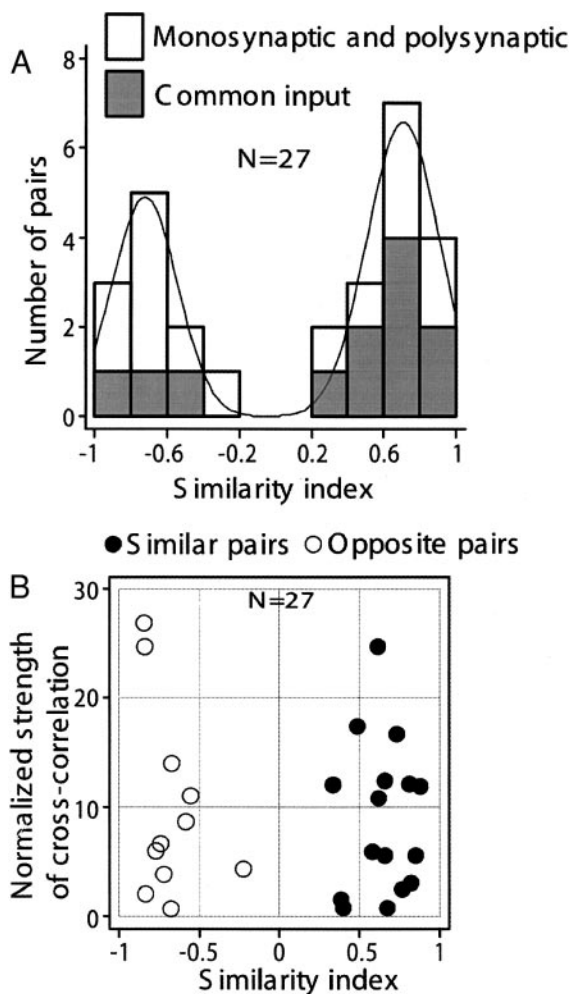 A
Monosynaptic and polysynaptic
Common input
N=27
Number of pairs
8
6
4
2
0
-1 -0.6 -0.2 0.2 0.6 1
Similarity index
Similar pairs Opposite pairs
B
N=27
Normalized strength
of cross-correlation
30
20
10
0
-1 -0.5 0 0.5 1
Similarity index